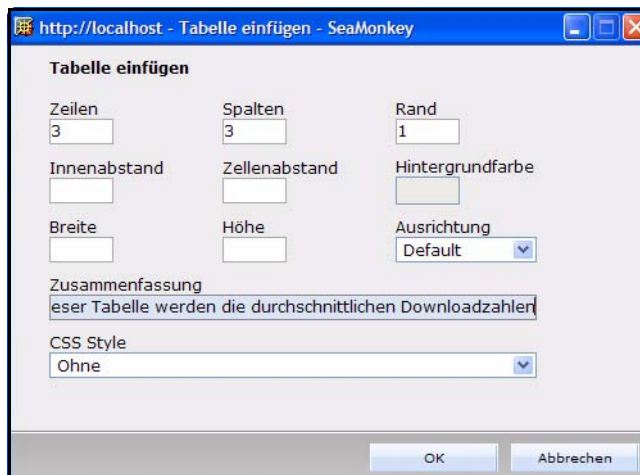 http://localhost - Tabelle einfügen - SeaMonkey
Tabelle einfügen
Zeilen Spalten Rand
3 3 1
Innenabstand Zellenabstand Hintergrundfarbe
Breite Höhe Ausrichtung
Default
Zusammenfassung
eser Tabelle werden die durchschnittlichen Downloadzahlen
CSS Style
Ohne
OK Abbrechen